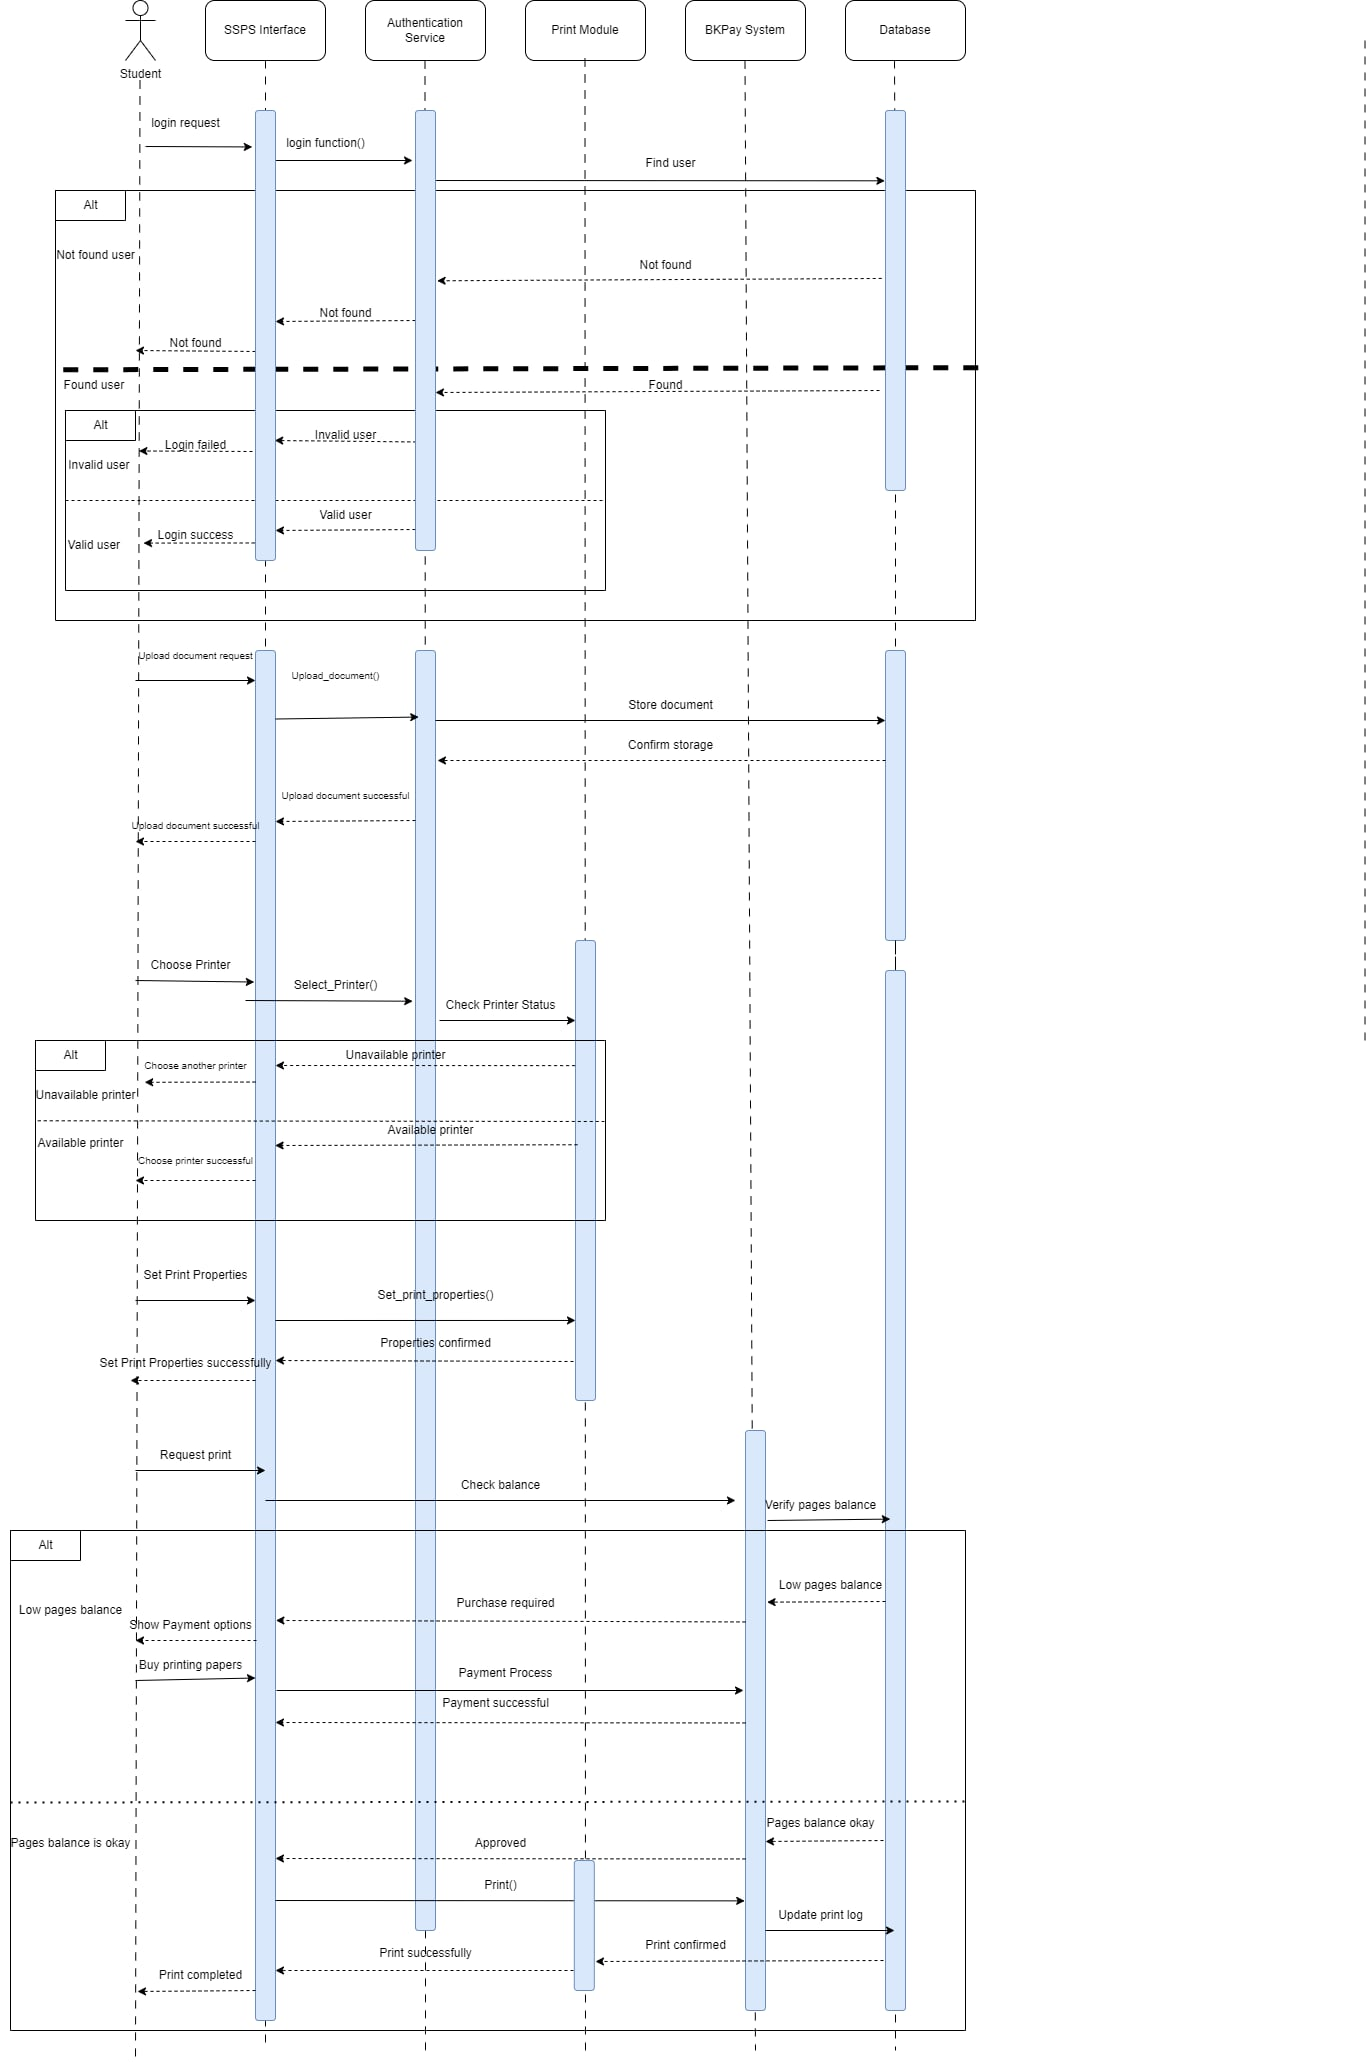 Student
SSPS Interface
Authentication
Service
Print Module
BKPay System
Database
login request
login function()
Find user
Alt
Not found user
Not found
Not found
Not found
Found user
Found
Alt
Invalid user
Login failed
Invalid user
Valid user
Login success
Valid user
Upload document request
Upload_document()
Store document
Confirm storage
Upload document successful
Upload document successful
Choose Printer
Select_Printer()
Check Printer Status
Alt
Unavailable printer
Choose another printer
Unavailable printer
Available printer
Available printer
Choose printer successful
Set Print Properties
Set_print_properties()
Properties confirmed
Set Print Properties successfully
Request print
Check balance
Verify pages balance
Alt
Low pages balance
Purchase required
Low pages balance
Show Payment options
Buy printing papers
Payment Process
Payment successful
Pages balance okay
Pages balance is okay
Approved
Print()
Update print log
Print confirmed
Print successfully
Print completed